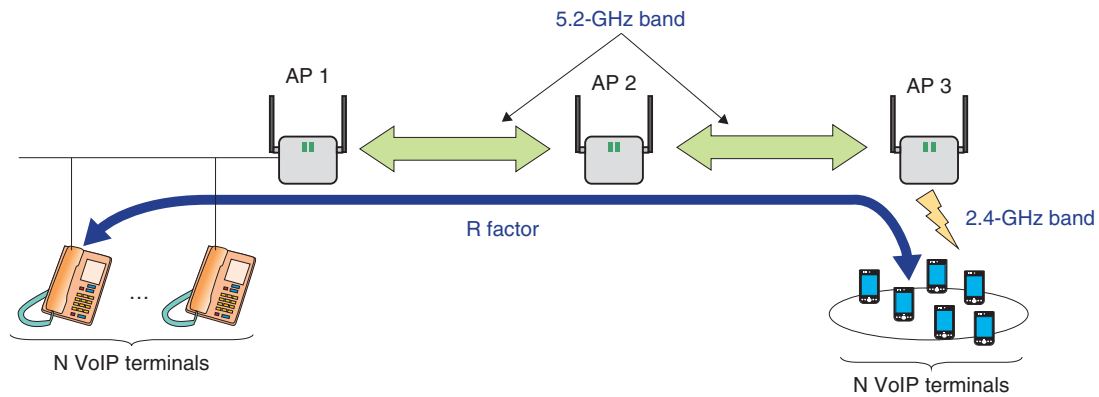 5.2-GHz band
AP 1
AP 2
AP 3
R factor
2.4-GHz band
...
N VoIP terminals
N VoIP terminals